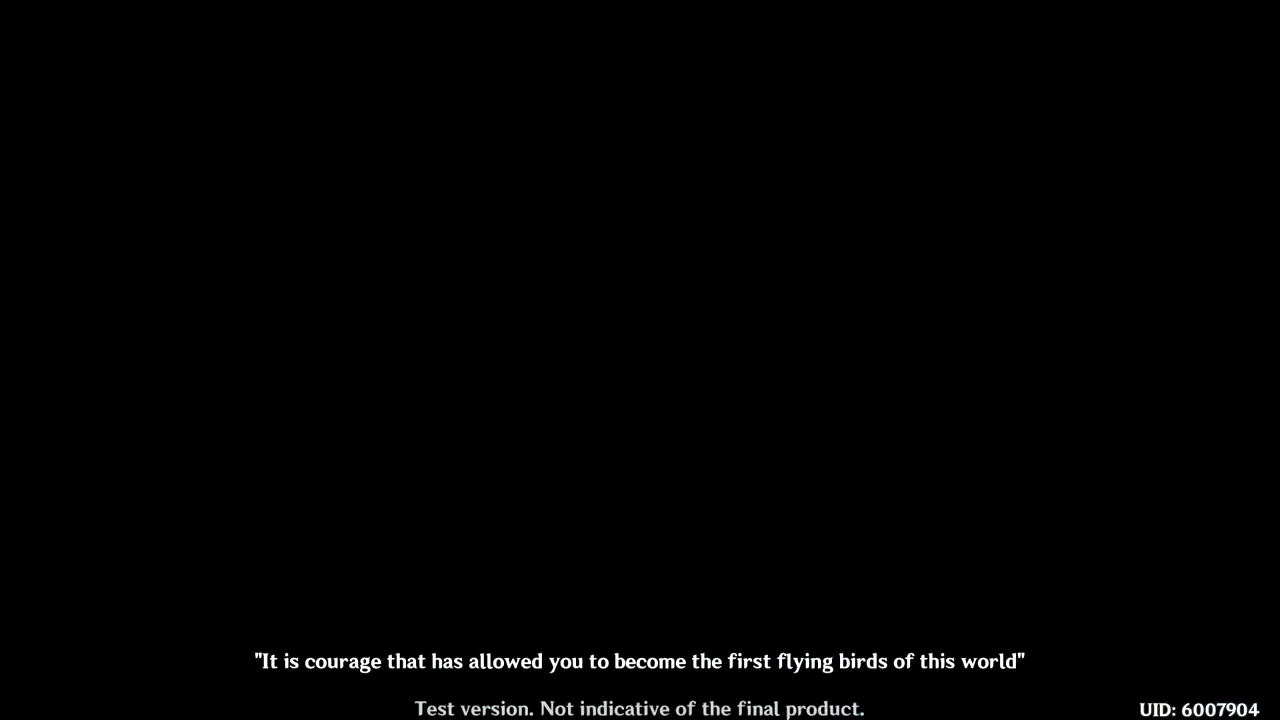 "It is courage that has allowed you to become the first flying birds of this world"
Test version. Not indicative of the final product.
UID: 6007904